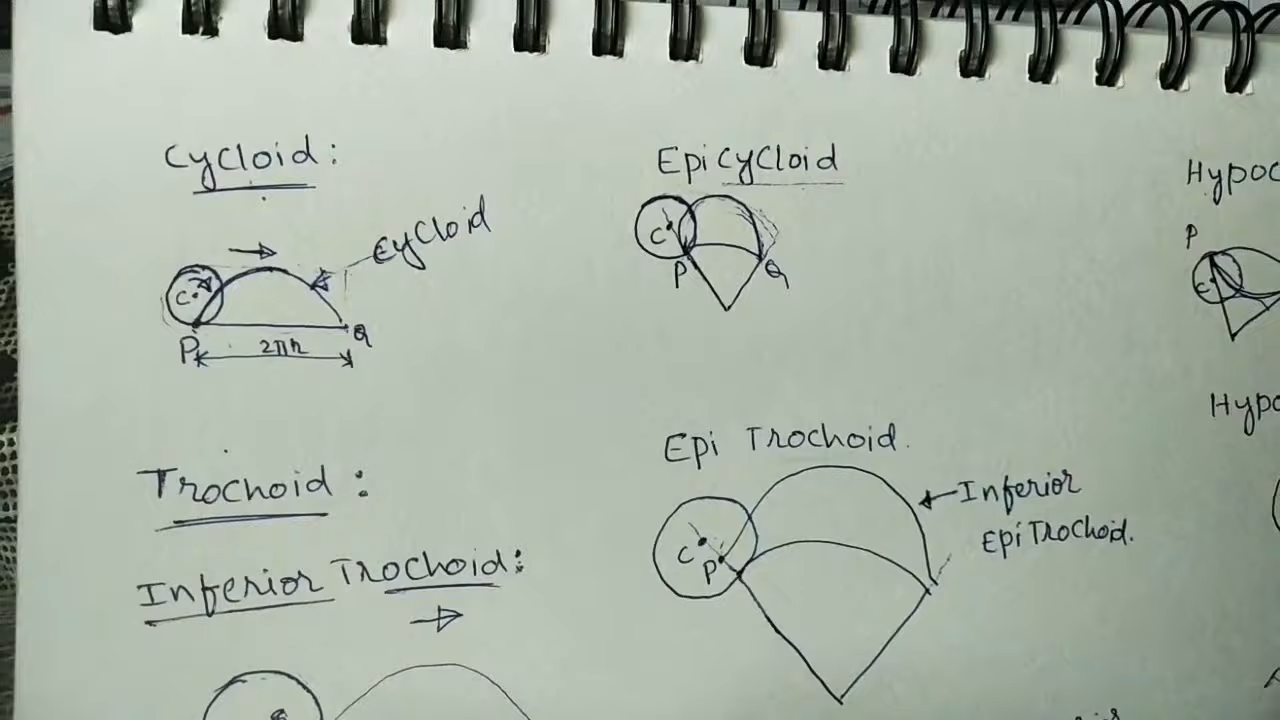 Cycloid:
Cycloid
C
P
Q
2πr
Trochoid:
Inferior Trochoid:
EpiCycloid
C
P
Q
Epi Trochoid.
Inferior
EpiTrochoid.
C
P
Hypoc
P
C
Hypo